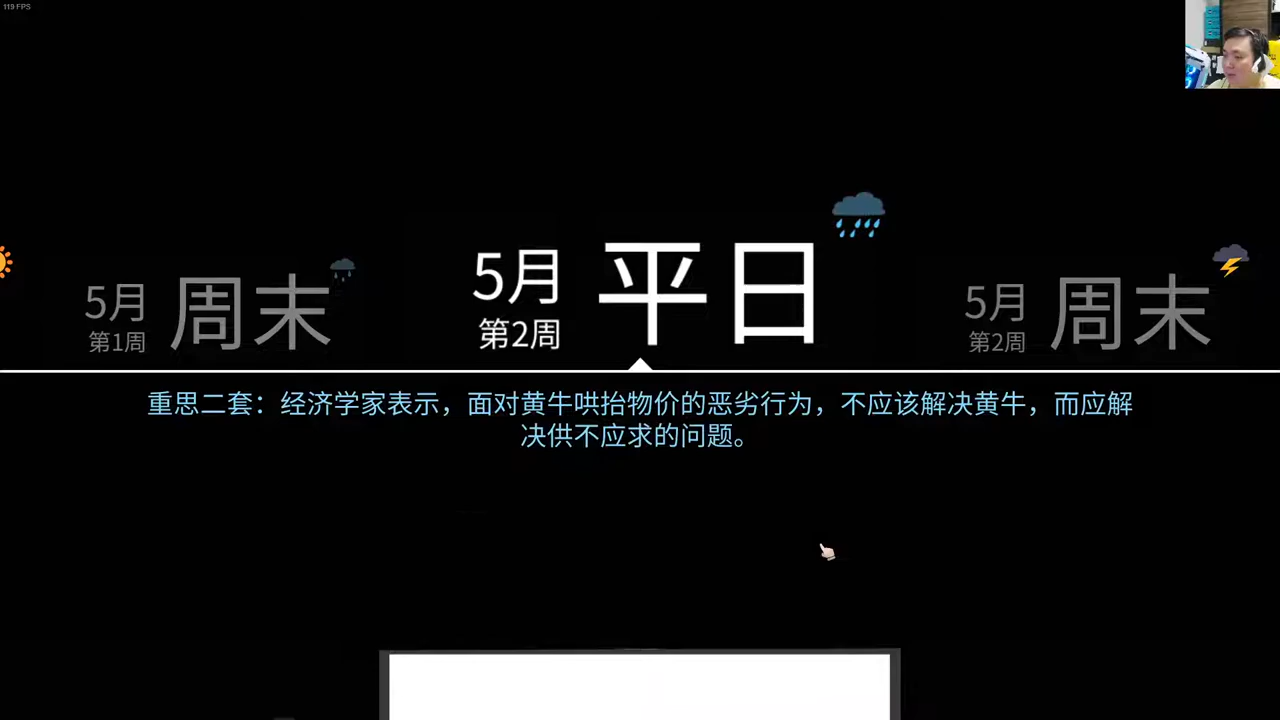 119 FPS
5月 周末
第1周
5月 平日
第2周
5月 周末
第2周
重思二套：经济学家表示，面对黄牛哄抬物价的恶劣行为，不应该解决黄牛，而应解
决供不应求的问题。